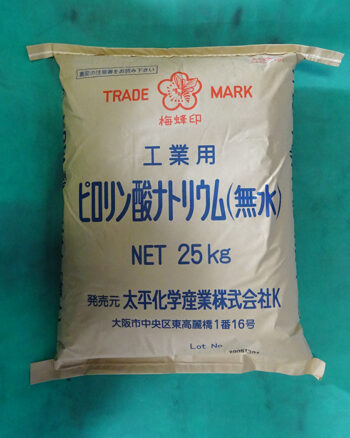 裏面の注意書をお読み下さい
TRADE MARK
梅蜂印
工業用
ピロリン酸ナトリウム(無水)
NET 25kg
発売元 太平化学産業株式会社K
大阪市中央区東高麗橋1番16号
Lot No.